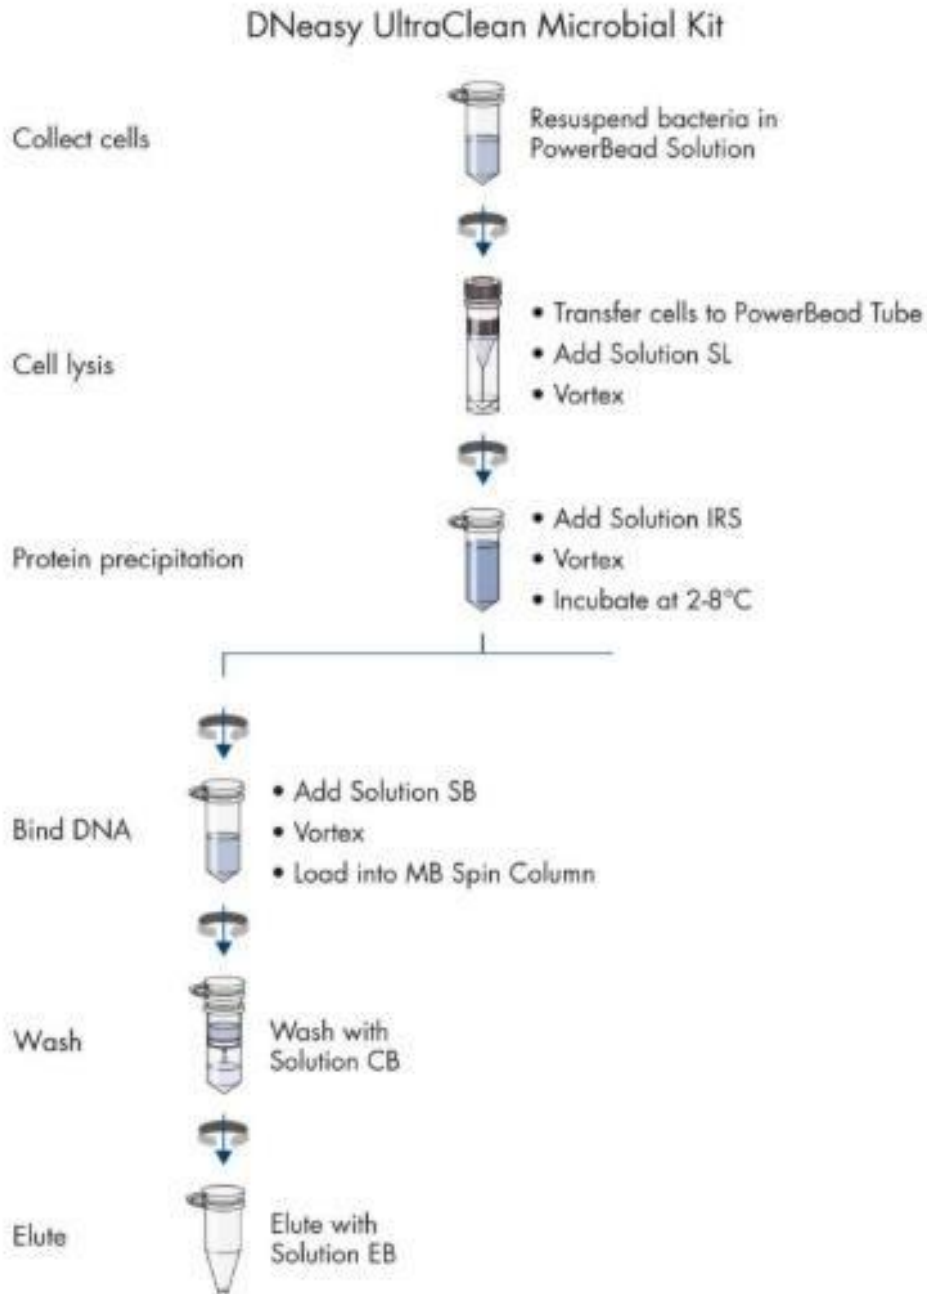 DNeasy UltraClean Microbial Kit
Collect cells
Resuspend bacteria in
PowerBead Solution
Cell lysis
• Transfer cells to PowerBead Tube
• Add Solution SL
• Vortex
Protein precipitation
• Add Solution IRS
• Vortex
• Incubate at 2-8°C
Bind DNA
• Add Solution SB
• Vortex
• Load into MB Spin Column
Wash
Wash with
Solution CB
Elute
Elute with
Solution EB